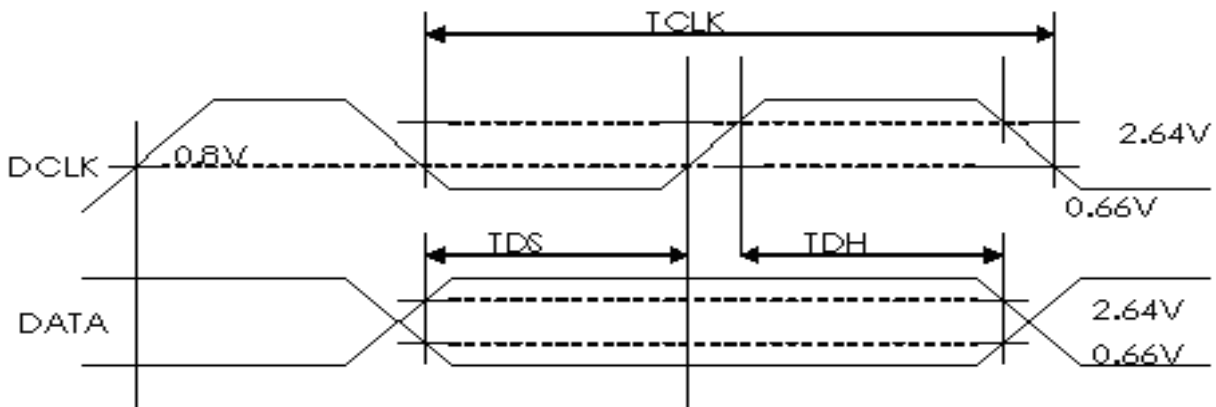 TCLK
2.64V
DCLK
0.8V
0.66V
TDS
TDH
DATA
2.64V
0.66V